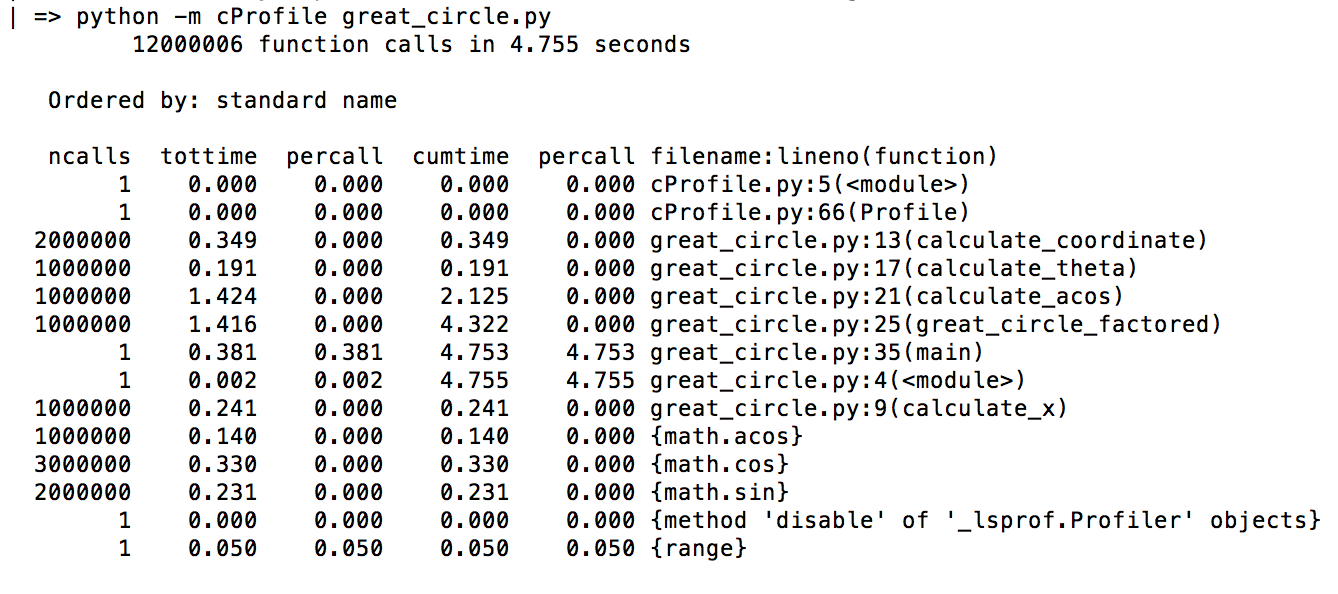 | => python -m cProfile great_circle.py
12000006 function calls in 4.755 seconds
Ordered by: standard name
ncalls  tottime  percall  cumtime  percall filename:lineno(function)
1    0.000    0.000    0.000    0.000 cProfile.py:5(<module>)
1    0.000    0.000    0.000    0.000 cProfile.py:66(Profile)
2000000    0.349    0.000    0.349    0.000 great_circle.py:13(calculate_coordinate)
1000000    0.191    0.000    0.191    0.000 great_circle.py:17(calculate_theta)
1000000    1.424    0.000    2.125    0.000 great_circle.py:21(calculate_acos)
1000000    1.416    0.000    4.322    0.000 great_circle.py:25(great_circle_factored)
1    0.381    0.381    4.753    4.753 great_circle.py:35(main)
1    0.002    0.002    4.755    4.755 great_circle.py:4(<module>)
1000000    0.241    0.000    0.241    0.000 great_circle.py:9(calculate_x)
1000000    0.140    0.000    0.140    0.000 {math.acos}
3000000    0.330    0.000    0.330    0.000 {math.cos}
2000000    0.231    0.000    0.231    0.000 {math.sin}
1    0.000    0.000    0.000    0.000 {method 'disable' of '_lsprof.Profiler' objects}
1    0.050    0.050    0.050    0.050 {range}